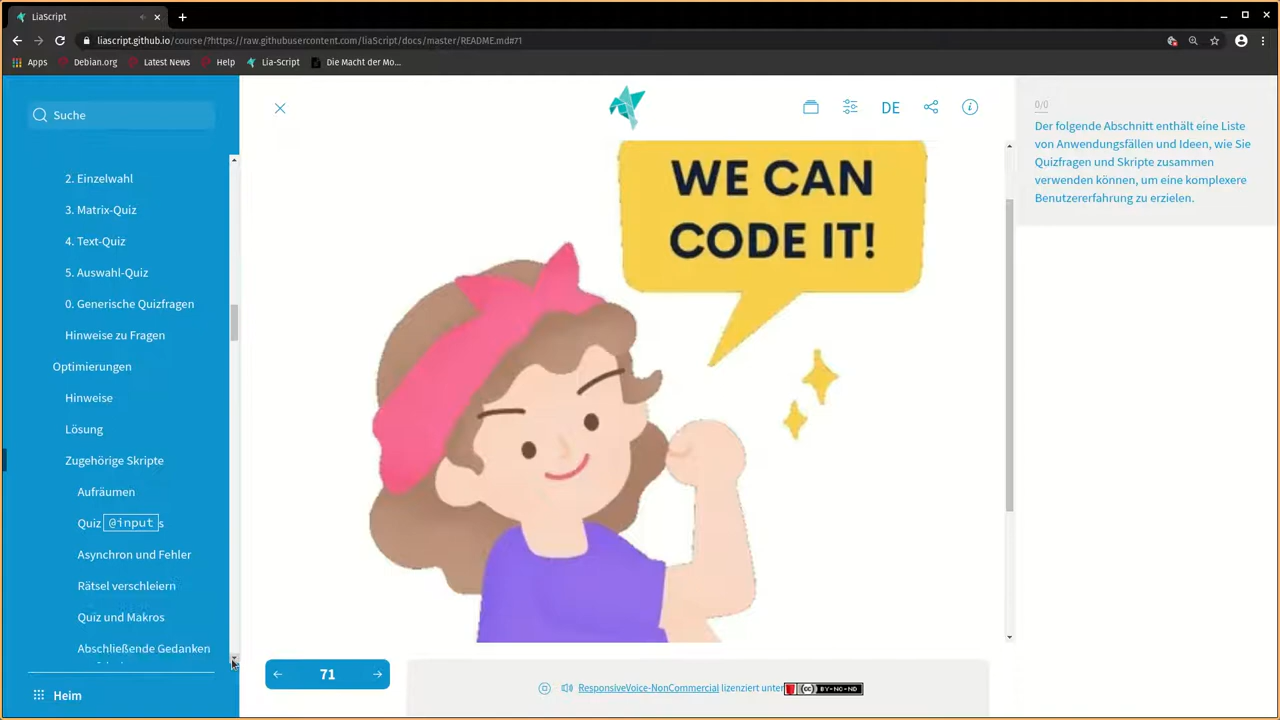 LiaScript
liascript.github.io/course/?https://raw.githubusercontent.com/liaScript/docs/master/README.md#71
Apps
Debian.org
Latest News
Help
Lia-Script
Die Macht der Mo...
Suche
2. Einzelwahl
3. Matrix-Quiz
4. Text-Quiz
5. Auswahl-Quiz
0. Generische Quizfragen
Hinweise zu Fragen
Optimierungen
Hinweise
Lösung
Zugehörige Skripte
Aufräumen
Quiz @input s
Asynchron und Fehler
Rätsel verschleiern
Quiz und Makros
Abschließende Gedanken
Heim
DE
WE CAN
CODE IT!
71
ResponsiveVoice-NonCommercial lizenziert unter
CC BY-NC-ND
0/0
Der folgende Abschnitt enthält eine Liste
von Anwendungsfällen und Ideen, wie Sie
Quizfragen und Skripte zusammen
verwenden können, um eine komplexere
Benutzererfahrung zu erzielen.